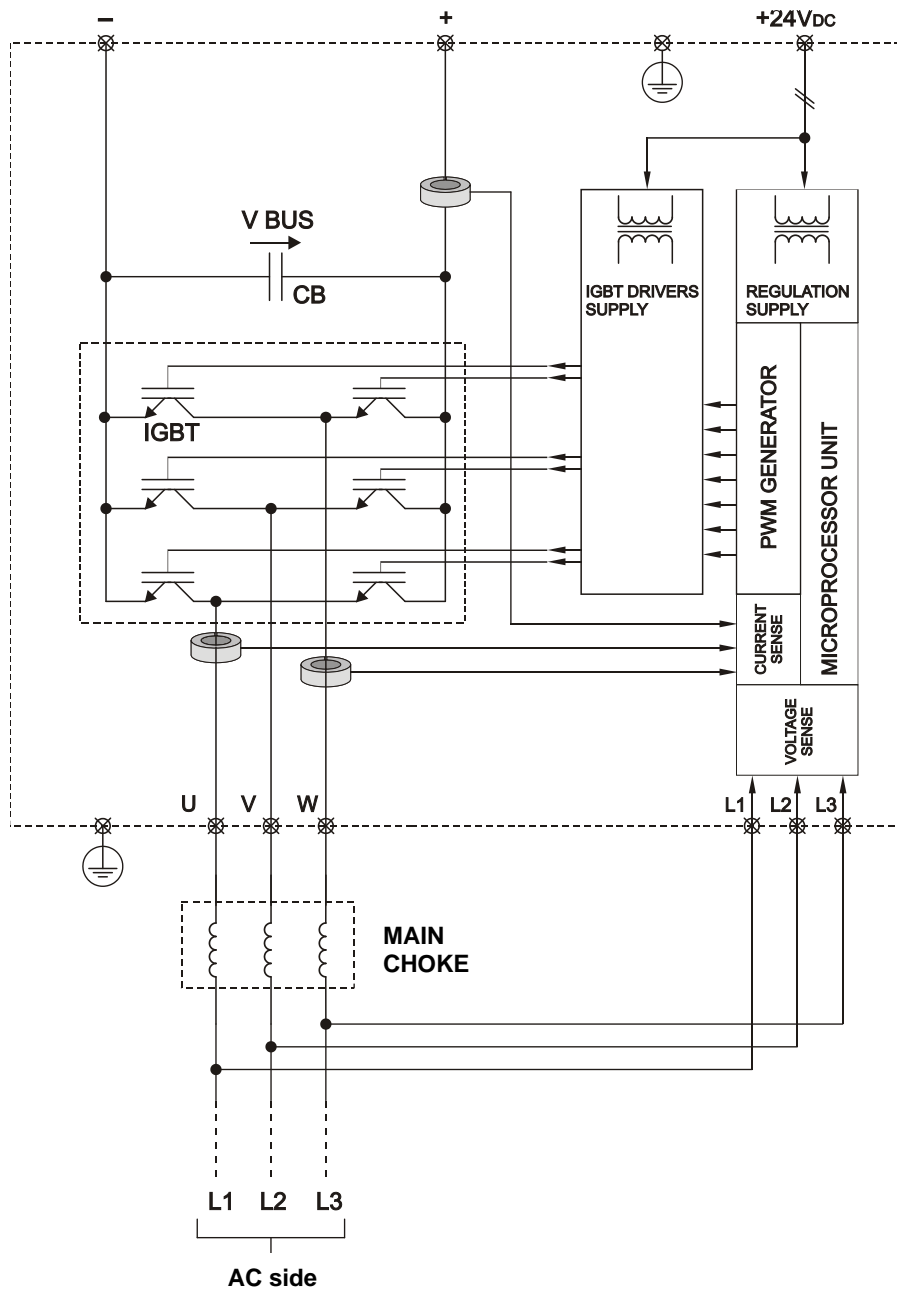 – + +24VDC
V BUS
CB
IGBT DRIVERS
SUPPLY
REGULATION
SUPPLY
IGBT
PWM GENERATOR
MICROPROCESSOR UNIT
CURRENT
SENSE
VOLTAGE
SENSE
U V W
L1 L2 L3
MAIN
CHOKE
L1 L2 L3
AC side